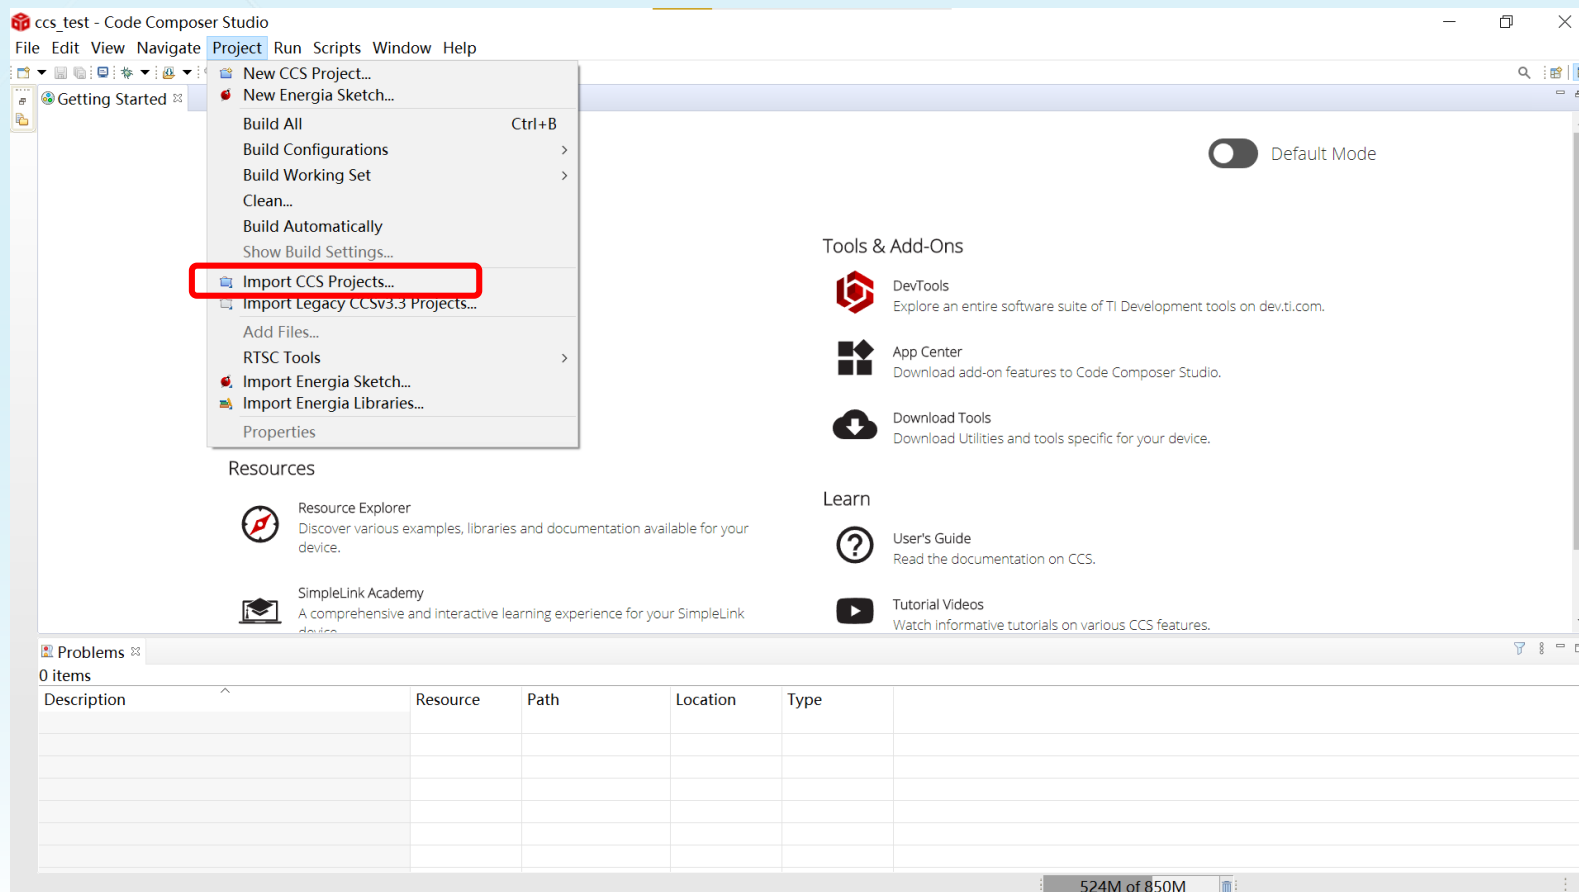 ccs_test - Code Composer Studio
File Edit View Navigate Project Run Scripts Window Help
Getting Started
New CCS Project...
New Energia Sketch...
Build All Ctrl+B
Build Configurations
Build Working Set
Clean...
Build Automatically
Show Build Settings...
Import CCS Projects...
Import Legacy CCSv3.3 Projects...
Add Files...
RTSC Tools
Import Energia Sketch...
Import Energia Libraries...
Properties
Default Mode
Tools & Add-Ons
DevTools
Explore an entire software suite of TI Development tools on dev.ti.com.
App Center
Download add-on features to Code Composer Studio.
Download Tools
Download Utilities and tools specific for your device.
Resources
Resource Explorer
Discover various examples, libraries and documentation available for your
device.
SimpleLink Academy
A comprehensive and interactive learning experience for your SimpleLink
device.
Learn
User's Guide
Read the documentation on CCS.
Tutorial Videos
Watch informative tutorials on various CCS features.
Problems
0 items
Description Resource Path Location Type
524M of 850M